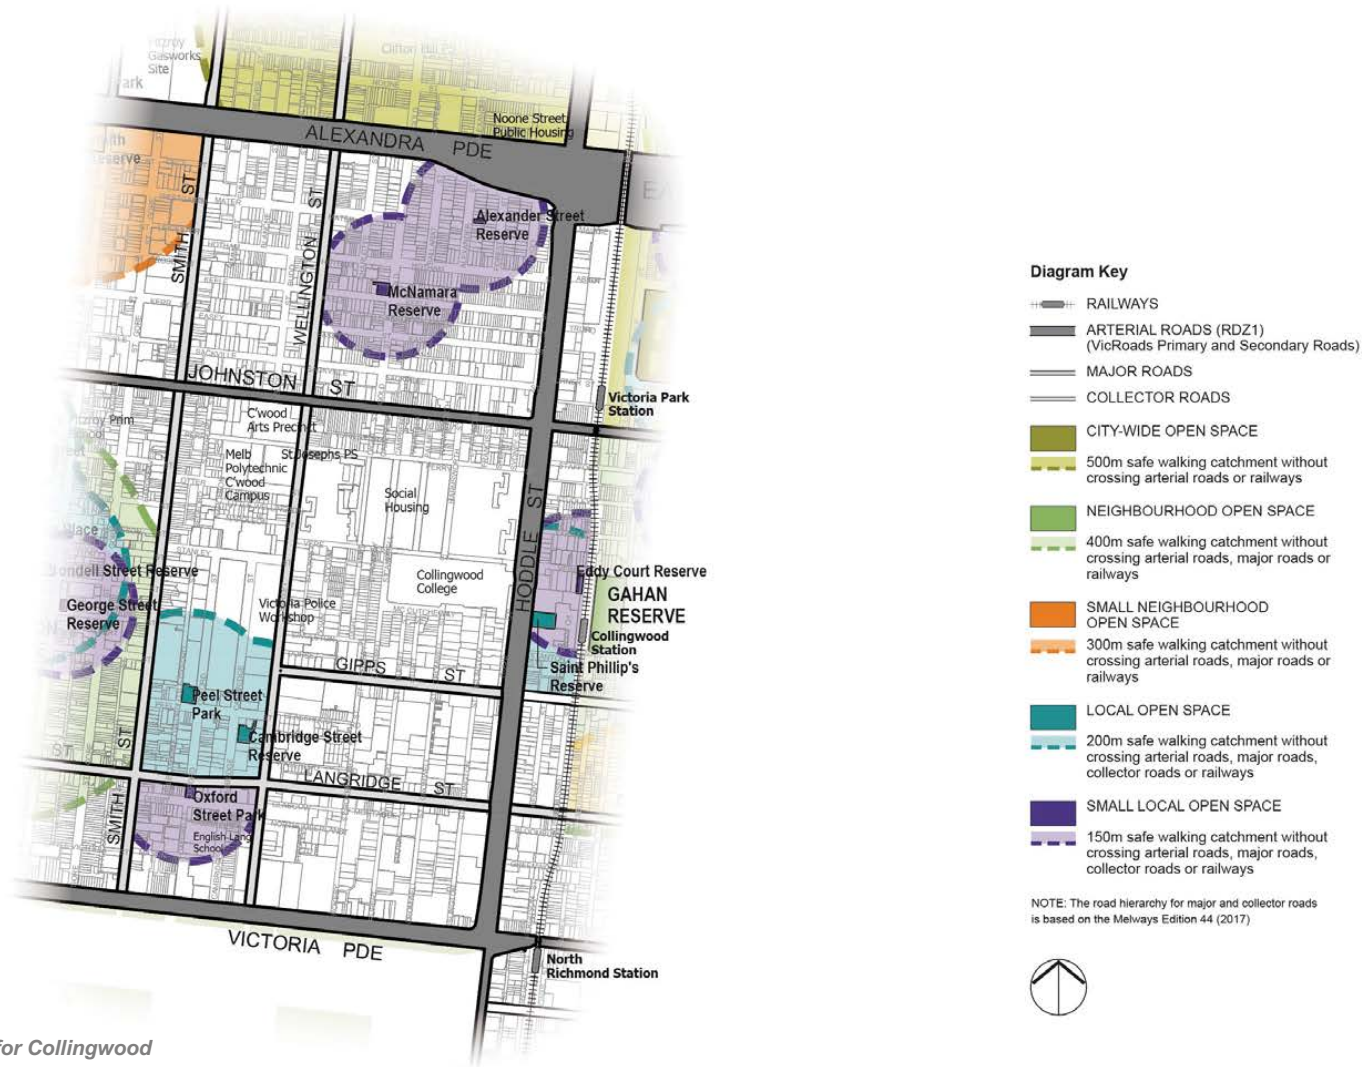 Fitzroy
Gasworks
Site
Park
Clifton Hill PS
Noone Street
Public Housing
ALEXANDRA PDE
Reserve
SMITH
ST
WELLINGTON
ST
MATER
Alexander Street
Reserve
McNamara
Reserve
JOHNSTON ST
Victoria Park
Station
C'wood
Arts Precinct
Melb
Polytechnic
C'wood
Campus
St Josephs PS
Social
Housing
HODDLE ST
STANLEY
Collingwood
College
Street Reserve
George Street
Reserve
Victoria Police
Workshop
Eddy Court Reserve
GAHAN
RESERVE
Collingwood
Station
Saint Phillip's
Reserve
GIPPS ST
Peel Street
Park
Cambridge Street
Reserve
ST
LANGRIDGE ST
SMITH
ST
Oxford
Street Park
English Lang
School
VICTORIA PDE
North
Richmond Station
for Collingwood
Diagram Key
RAILWAYS
ARTERIAL ROADS (RDZ1)
(VicRoads Primary and Secondary Roads)
MAJOR ROADS
COLLECTOR ROADS
CITY-WIDE OPEN SPACE
500m safe walking catchment without
crossing arterial roads or railways
NEIGHBOURHOOD OPEN SPACE
400m safe walking catchment without
crossing arterial roads, major roads or
railways
SMALL NEIGHBOURHOOD
OPEN SPACE
300m safe walking catchment without
crossing arterial roads, major roads or
railways
LOCAL OPEN SPACE
200m safe walking catchment without
crossing arterial roads, major roads,
collector roads or railways
SMALL LOCAL OPEN SPACE
150m safe walking catchment without
crossing arterial roads, major roads,
collector roads or railways
NOTE: The road hierarchy for major and collector roads
is based on the Melways Edition 44 (2017)